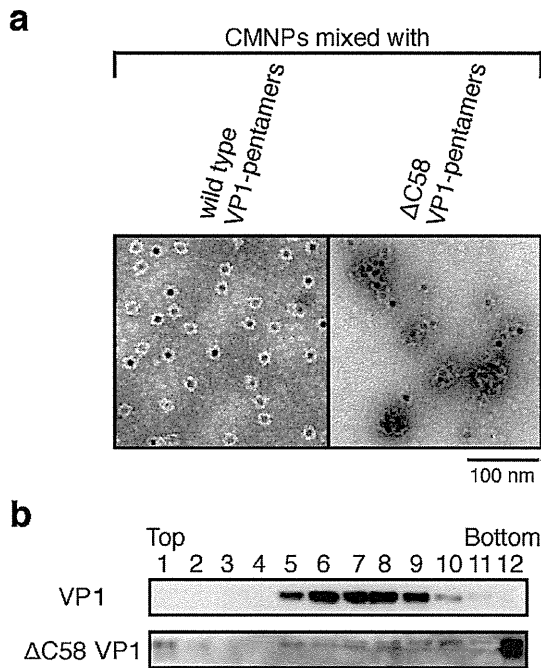 a
CMNPs mixed with
wild type
VP1-pentamers
ΔC58
VP1-pentamers
100 nm
b
Top Bottom
1 2 3 4 5 6 7 8 9 10 11 12
VP1
ΔC58 VP1